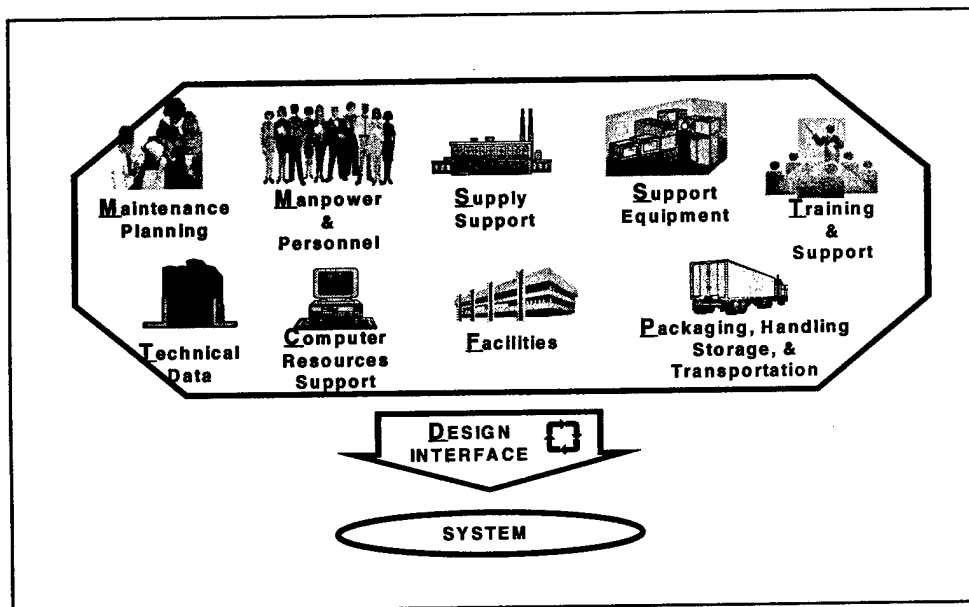 Maintenance
Planning
Manpower
&
Personnel
Supply
Support
Support
Equipment
Training
&
Support
Technical
Data
Computer
Resources
Support
Facilities
Packaging, Handling
Storage, &
Transportation
DESIGN
INTERFACE
SYSTEM